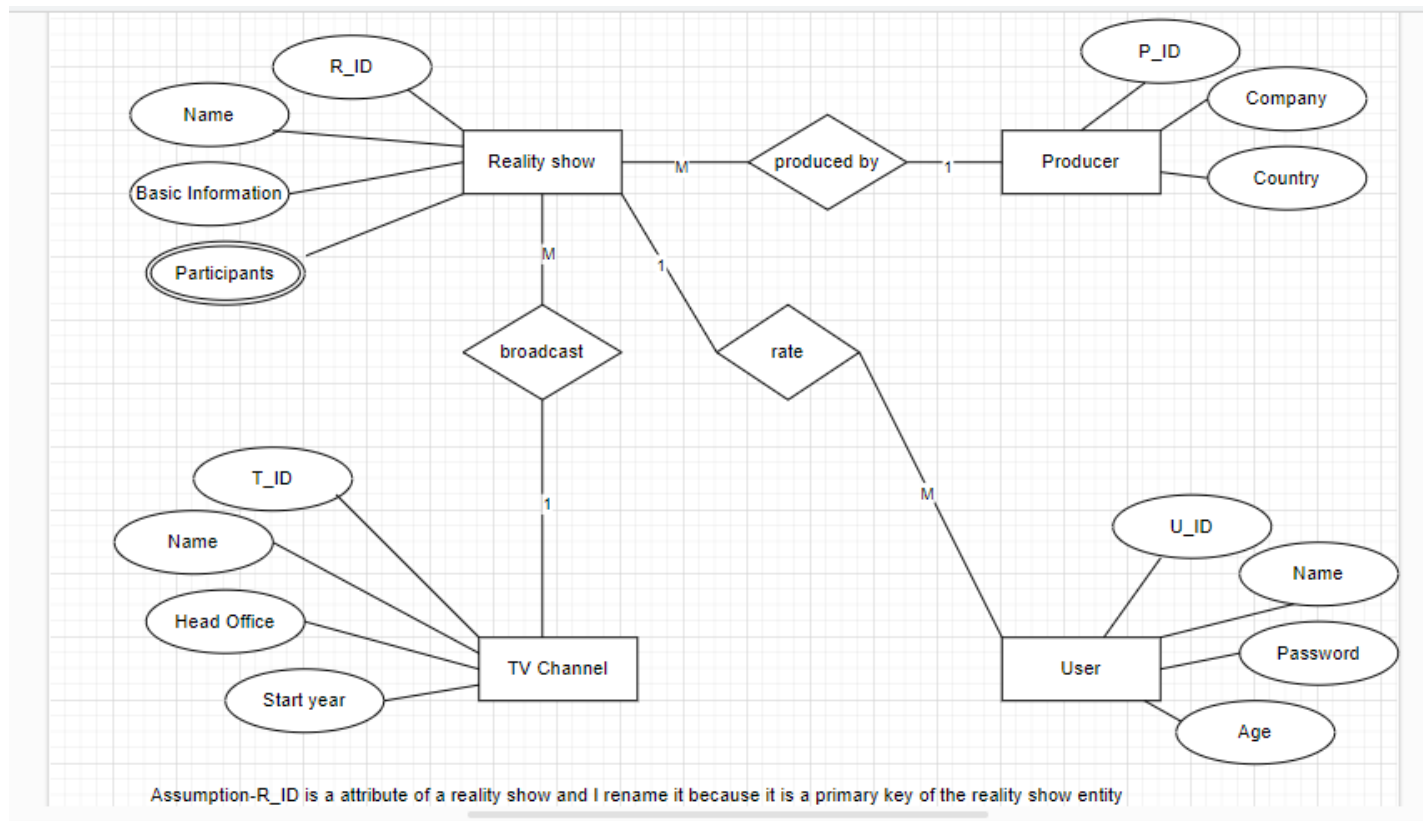 R_ID
P_ID
Name
Company
Reality show
produced by
Producer
M
1
Basic Information
Country
Participants
M
1
broadcast
rate
T_ID
M
1
U_ID
Name
Name
Head Office
Password
TV Channel
User
Start year
Age
Assumption-R_ID is a attribute of a reality show and I rename it because it is a primary key of the reality show entity